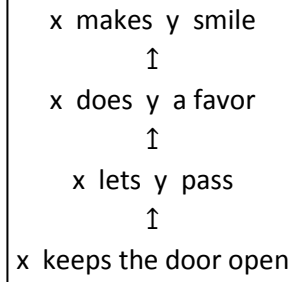 x makes y smile
↥
x does y a favor
↥
x lets y pass
↥
x keeps the door open